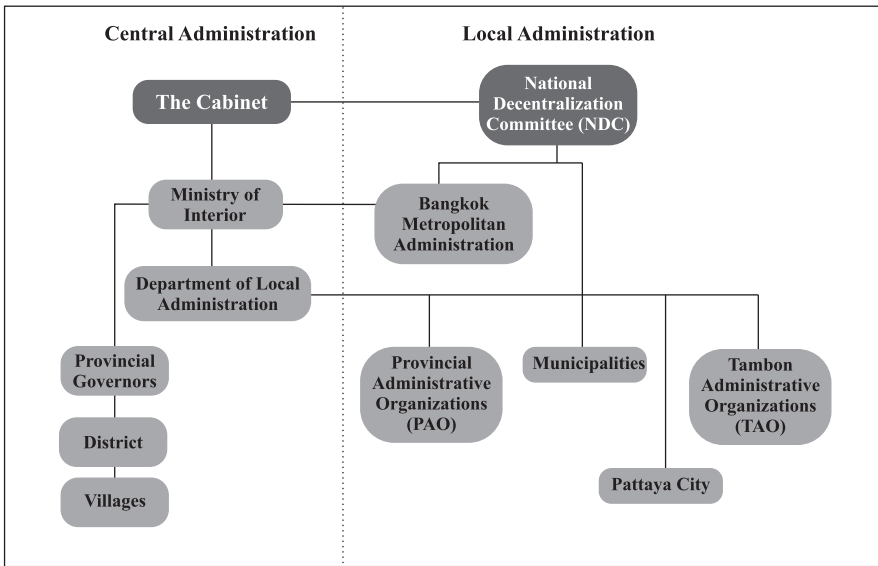 Central Administration
Local Administration
The Cabinet
National
Decentralization
Committee (NDC)
Ministry of
Interior
Bangkok
Metropolitan
Administration
Department of Local
Administration
Provincial
Governors
Provincial
Administrative
Organizations
(PAO)
Municipalities
Tambon
Administrative
Organizations
(TAO)
District
Villages
Pattaya City